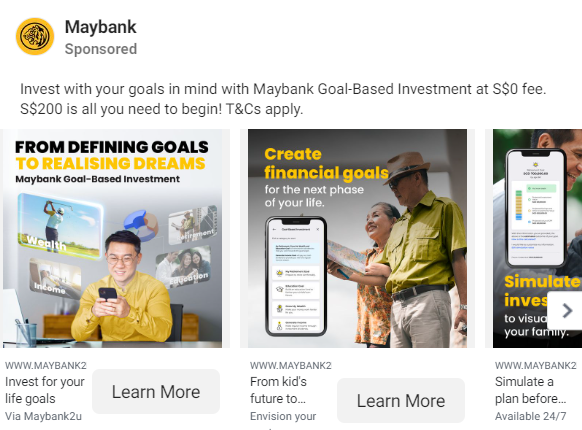 Maybank
Sponsored
Invest with your goals in mind with Maybank Goal-Based Investment at S$0 fee.
S$200 is all you need to begin! T&Cs apply.
FROM DEFINING GOALS
TO REALISING DREAMS
Maybank Goal-Based Investment
Wealth
Retirement
Income
Education
WWW.MAYBANK2
Invest for your
life goals
Via Maybank2u
Learn More
Create
financial goals
for the next phase
of your life.
WWW.MAYBANK2
From kid's
future to...
Envision your
Learn More
Simulate
inves
to visua
your family.
WWW.MAYBANK2
Simulate a
plan before...
Available 24/7